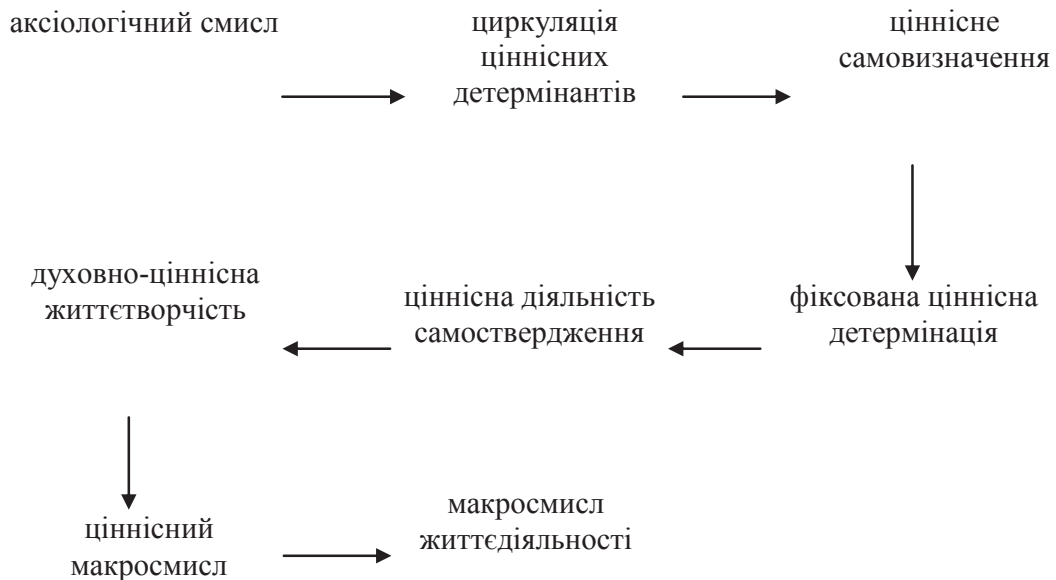 аксіологічний смисл
циркуляція
ціннісних
детермінантів
ціннісне
самовизначення
фіксована ціннісна
детермінація
ціннісна діяльність
самоствердження
духовно-ціннісна
життєтворчість
ціннісний
макросмисл
макросмисл
життєдіяльності